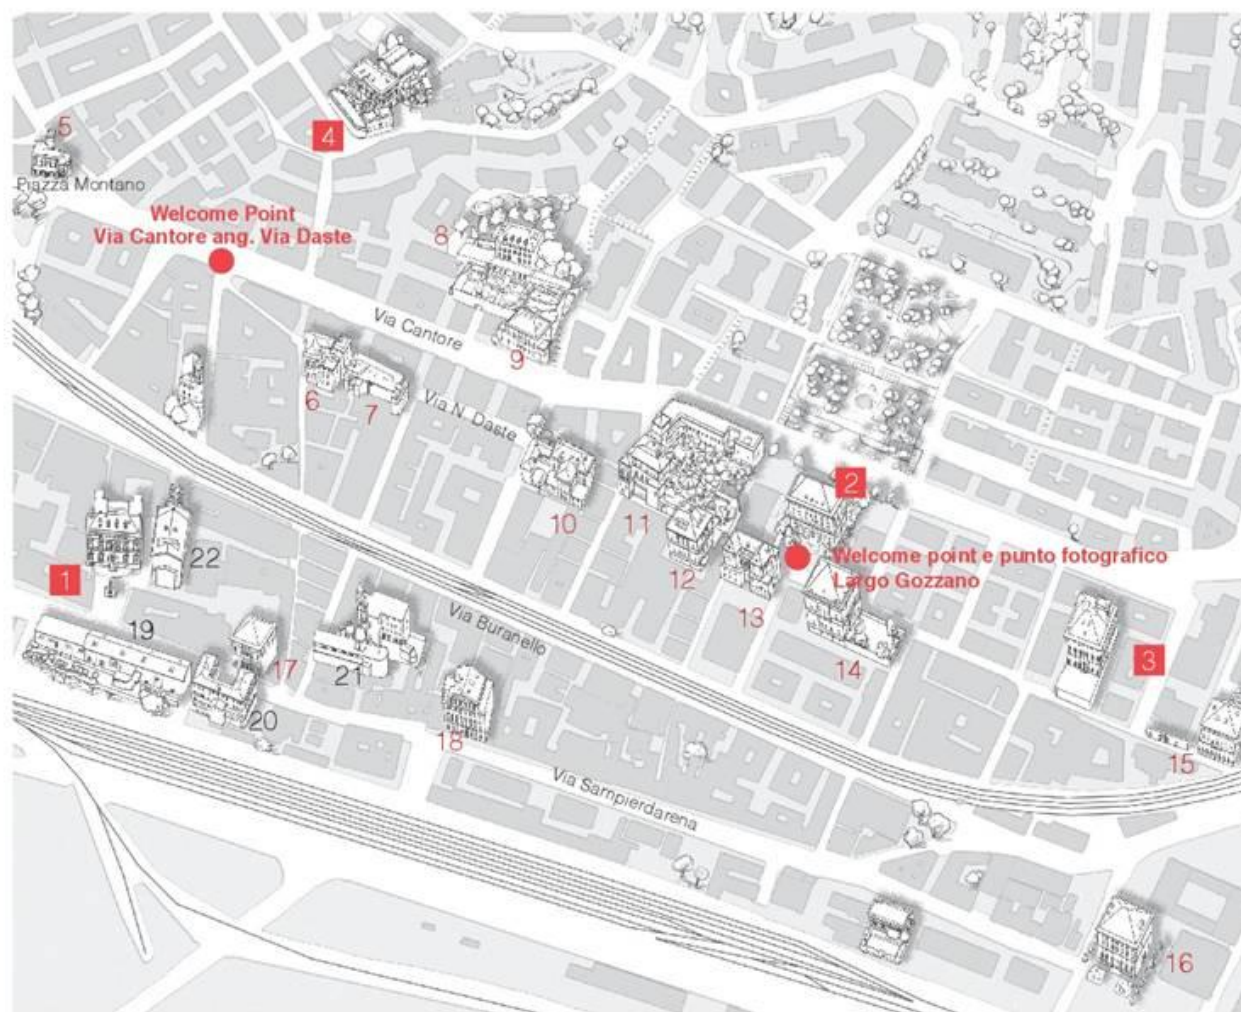 4
5
Piazza Montano
Welcome Point
Via Cantore ang. Via Daste
8
Via Cantore
9
6
7
Via N. Daste
2
10
11
Welcome point e punto fotografico
Largo Gozzano
12
13
22
1
Via Buranello
19
17
21
14
3
20
18
15
Via Sampierdarena
16